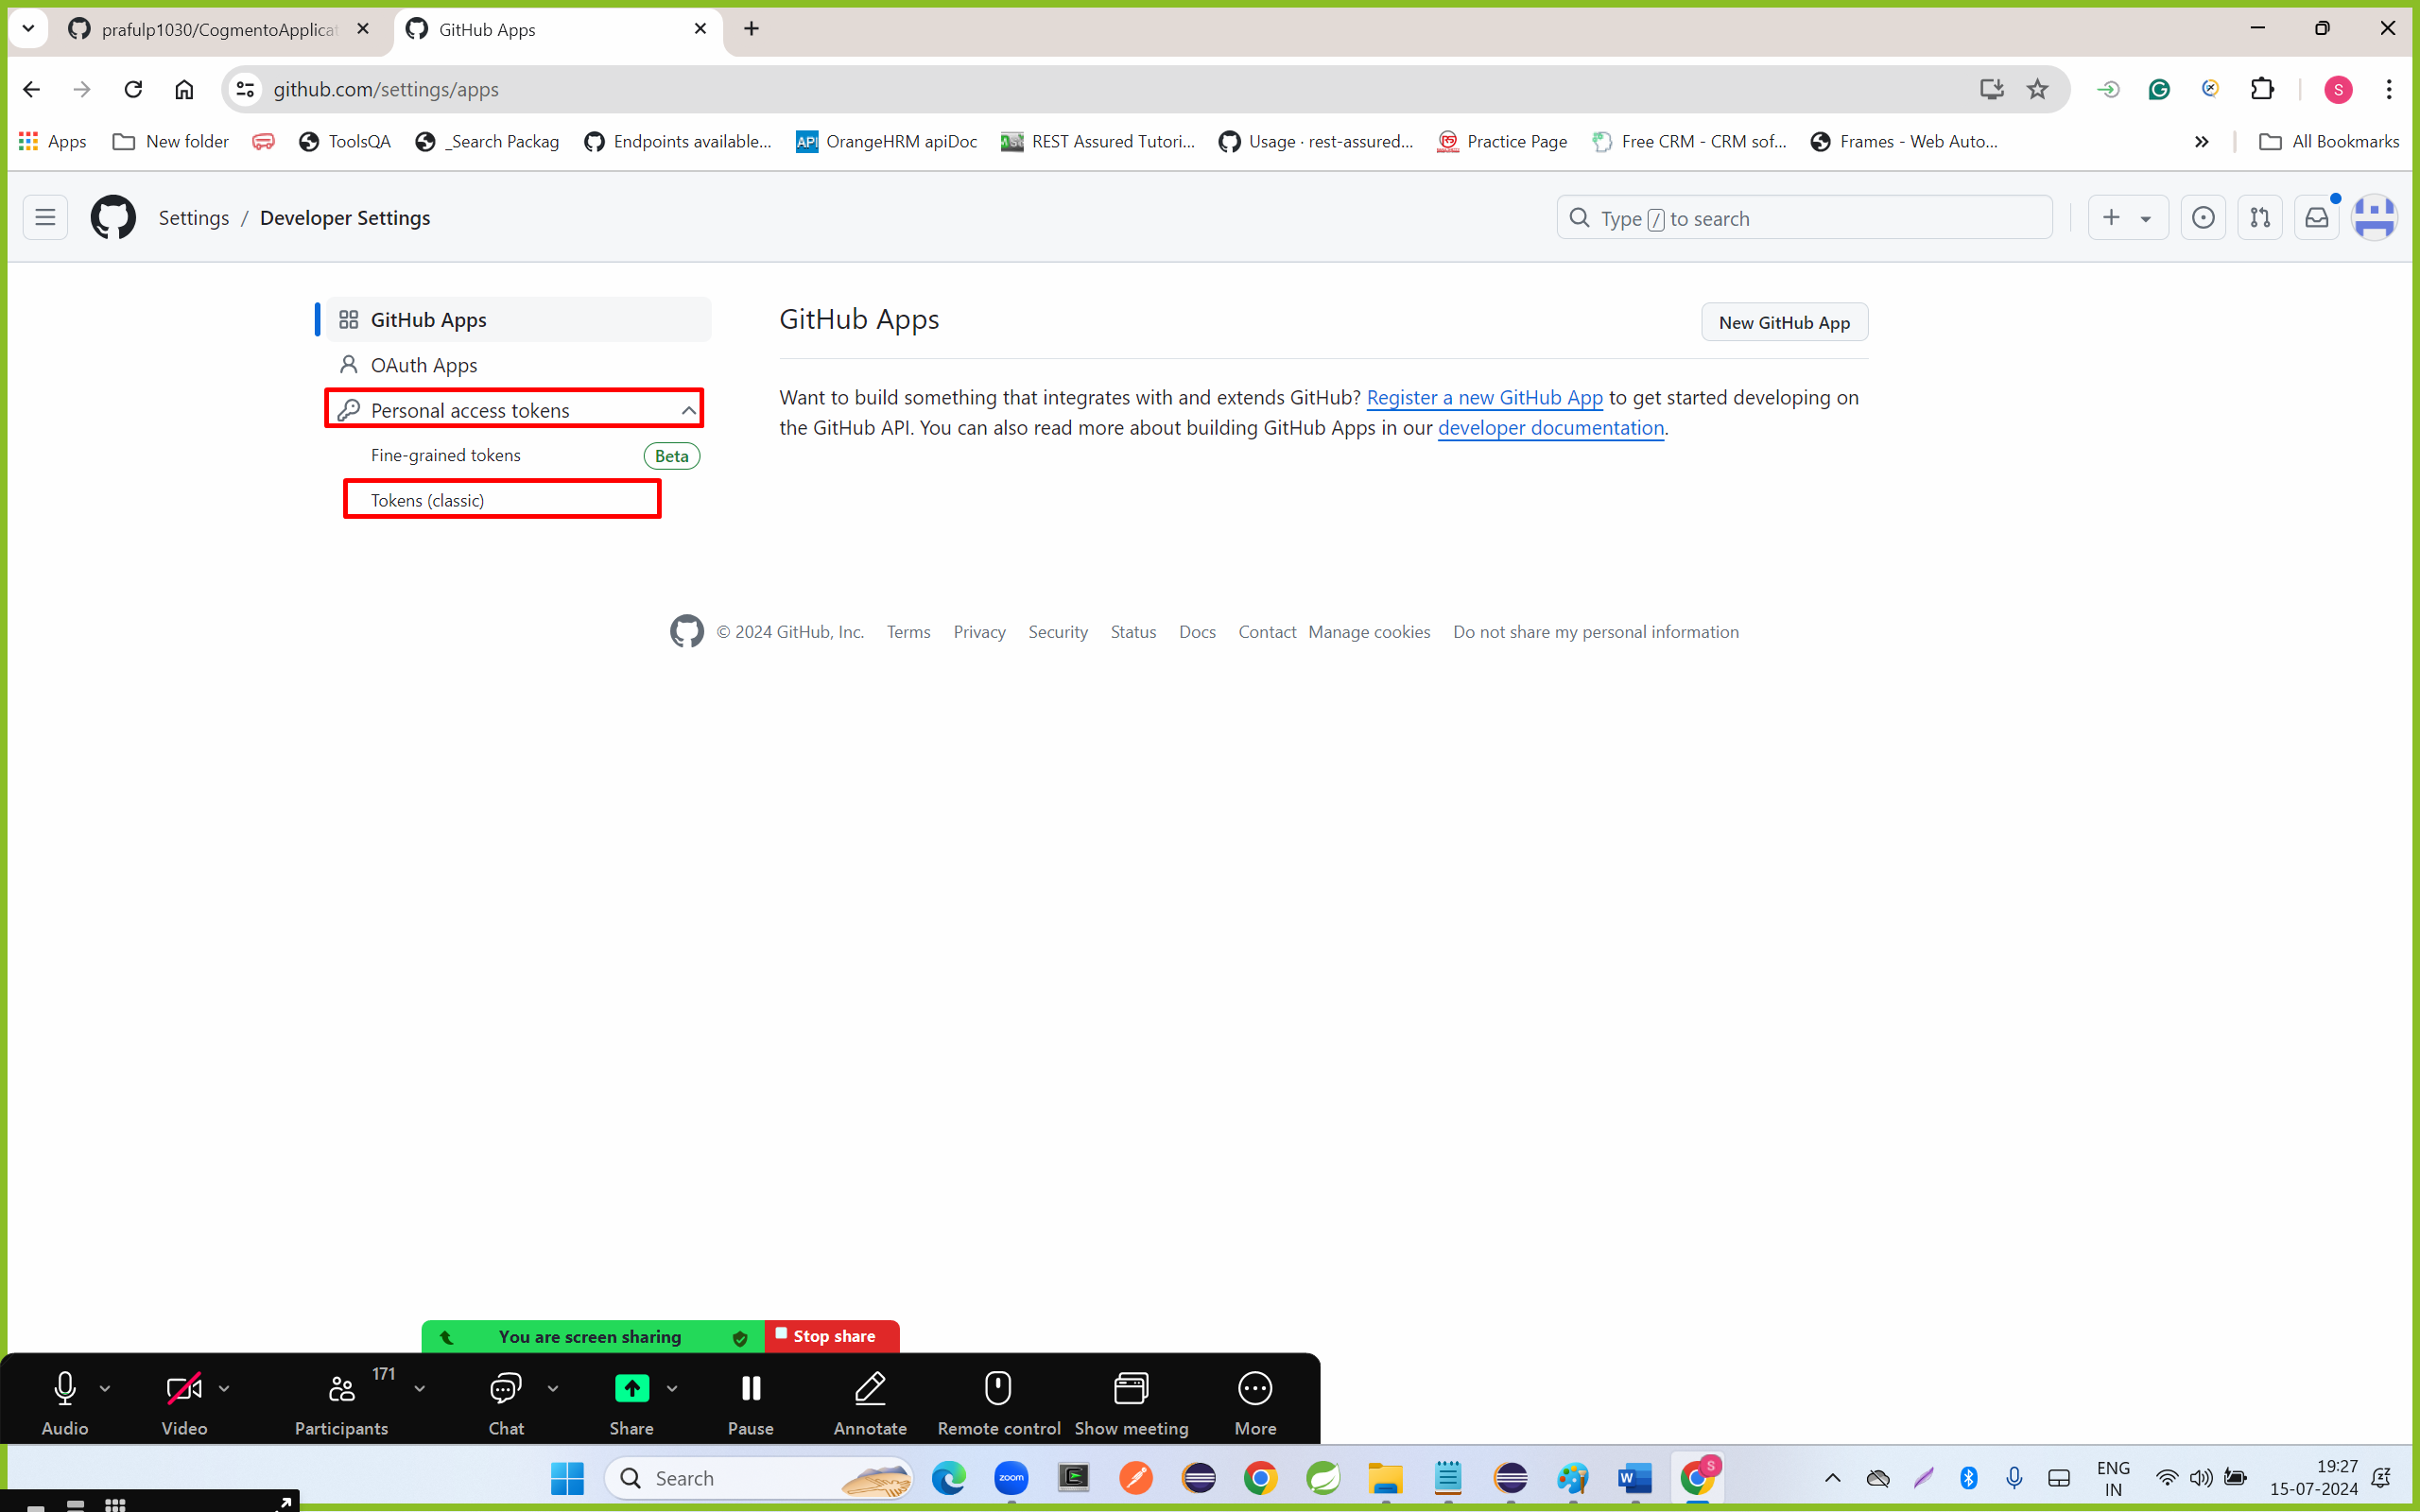 prafulp1030/CogmentoApplicat
GitHub Apps
github.com/settings/apps
S
Apps
New folder
ToolsQA
_Search Packag
Endpoints available...
API OrangeHRM apiDoc
REST Assured Tutori...
Usage · rest-assured...
Practice Page
Free CRM - CRM sof...
Frames - Web Auto...
All Bookmarks
Settings / Developer Settings
Type / to search
GitHub Apps
OAuth Apps
Personal access tokens
Fine-grained tokens Beta
Tokens (classic)
GitHub Apps
New GitHub App
Want to build something that integrates with and extends GitHub? Register a new GitHub App to get started developing on
the GitHub API. You can also read more about building GitHub Apps in our developer documentation.
© 2024 GitHub, Inc. Terms Privacy Security Status Docs Contact Manage cookies Do not share my personal information
You are screen sharing Stop share
171
Audio Video Participants Chat Share Pause Annotate Remote control Show meeting More
Search
zoom
W
S
ENG
IN
19:27
15-07-2024